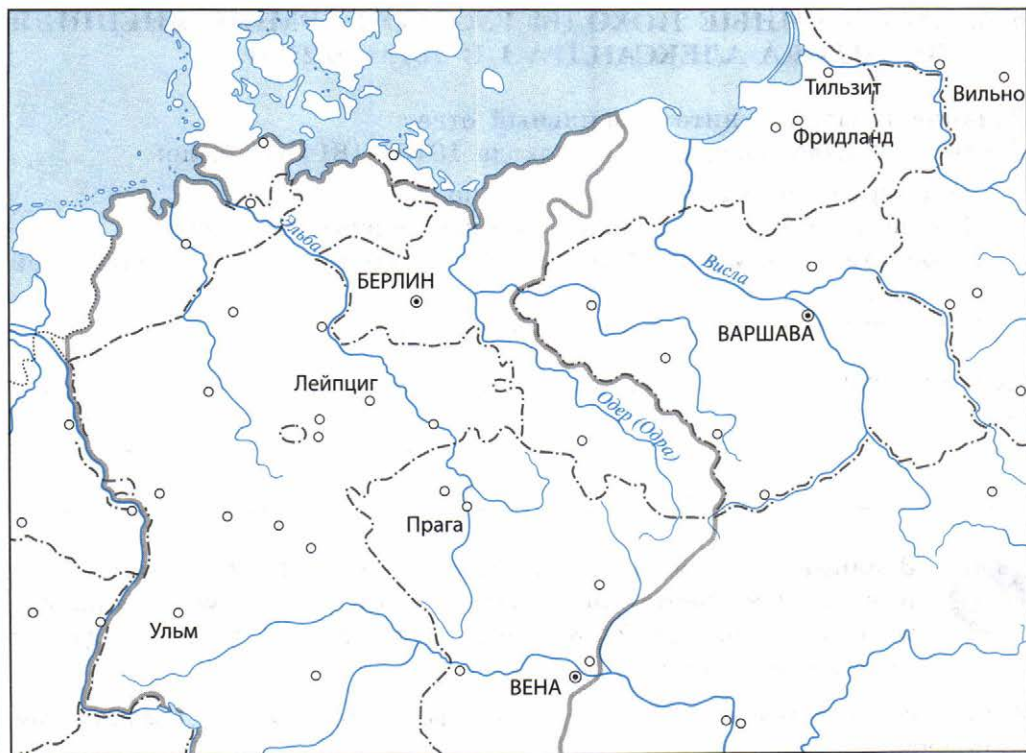 Тильзит
Вильно
Фридланд
Эльба
Висла
БЕРЛИН
ВАРШАВА
Лейпциг
Одер (Одра)
Прага
Ульм
ВЕНА